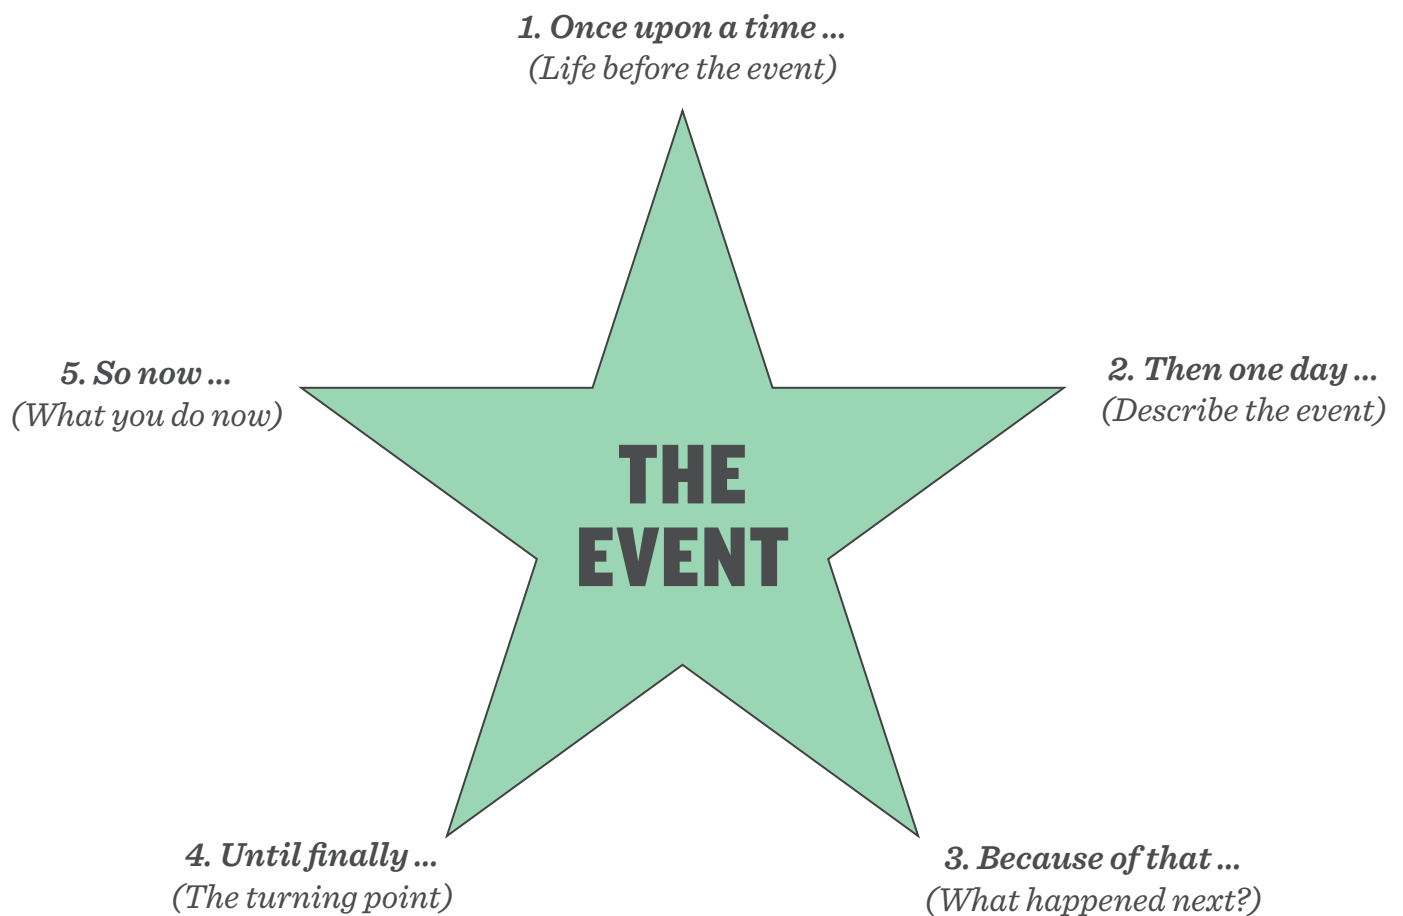 1. Once upon a time ...
(Life before the event)
2. Then one day ...
(Describe the event)
3. Because of that ...
(What happened next?)
4. Until finally ...
(The turning point)
5. So now ...
(What you do now)
THE
EVENT